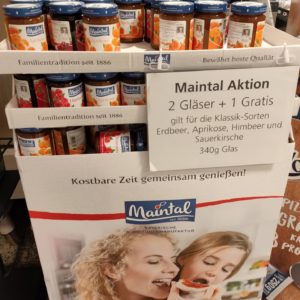 Maintal
Familientradition seit 1886
Bewährt beste Qualität
Maintal Aktion
2 Gläser + 1 Gratis
gilt für die Klassik-Sorten
Erdbeer, Aprikose, Himbeer und
Sauerkirsche
340g Glas
Familientradition seit 1886
Kostbare Zeit gemeinsam genießen!
Maintal